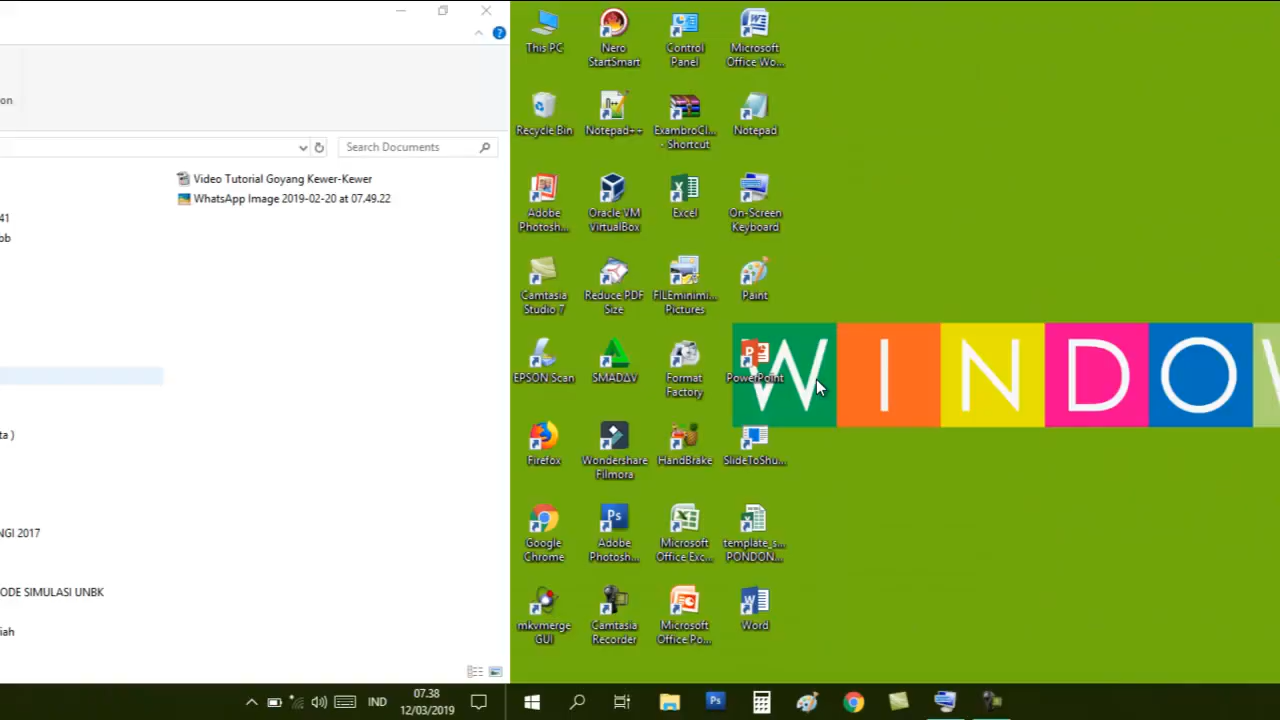 on
Search Documents
Video Tutorial Goyang Kewer-Kewer
WhatsApp Image 2019-02-20 at 07.49.22
41
ob
ta )
NGI 2017
ODE SIMULASI UNBK
iah
IND
07.38
12/03/2019
This PC
Nero
StartSmart
Control
Panel
Microsoft
Office Wo...
Recycle Bin
Notepad++
ExambroCl...
- Shortcut
Notepad
Adobe
Photosh...
Oracle VM
VirtualBox
Excel
On-Screen
Keyboard
Camtasia
Studio 7
Reduce PDF
Size
FILEminimi...
Pictures
Paint
EPSON Scan
SMADΔV
Format
Factory
PowerPoint
WINDOW
Firefox
Wondershare
Filmora
HandBrake
SlideToShu...
Google
Chrome
Adobe
Photosh...
Microsoft
Office Exc...
template_s...
PONDON...
mkvmerge
GUI
Camtasia
Recorder
Microsoft
Office Po...
Word